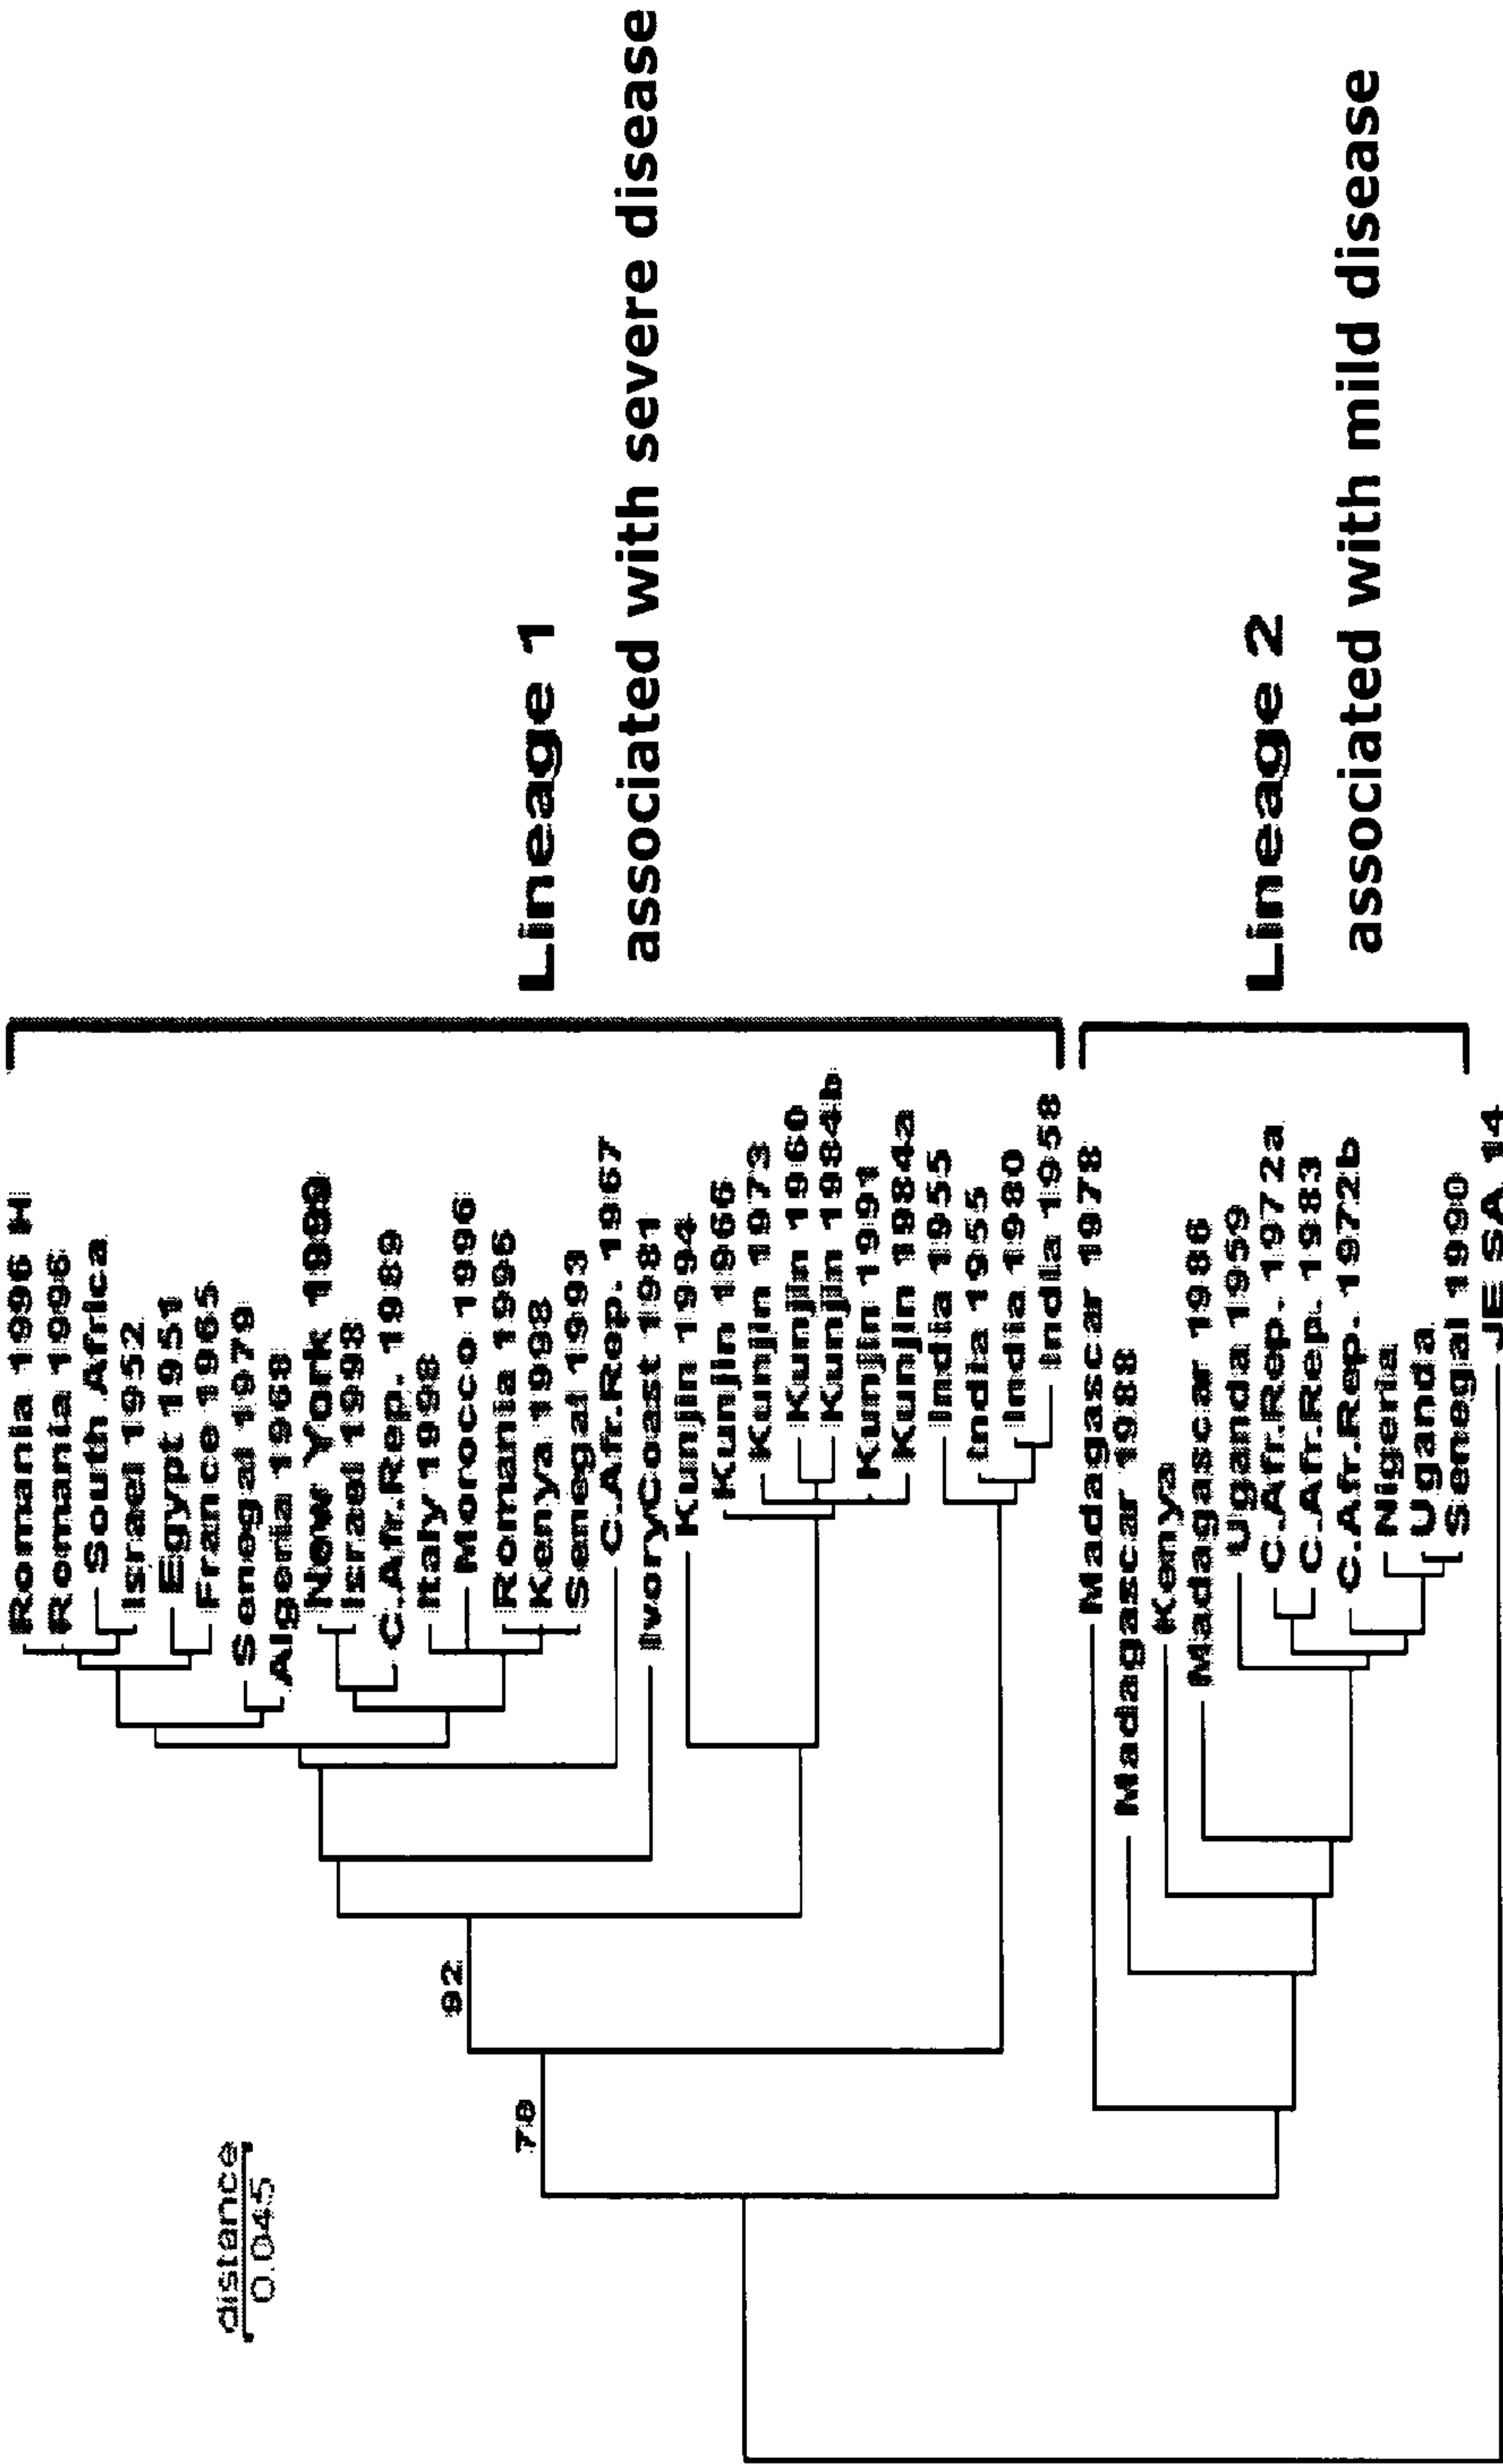 distance
0.045
78
92
Romania 1996 H
Romania 1996
South Africa
Israel 1952
Egypt 1951
France 1965
Senegal 1979
Algeria 1968
New York 1999
Israel 1998
C.Afr.Rep. 1989
Italy 1998
Morocco 1996
Romania 1996
Kenya 1998
Senegal 1993
C.Afr.Rep. 1967
IvoryCoast 1981
Kunjin 1994
Kunjin 1966
Kunjin 1973
Kunjin 1960
Kunjin 1984b
Kunjin 1991
Kunjin 1984a
India 1955
India 1955
India 1980
India 1958
Lineage 1
associated with severe disease
Madagascar 1978
Madagascar 1988
Kenya
Madagascar 1986
Uganda 1959
C.Afr.Rep. 1972a
C.Afr.Rep. 1983
C.Afr.Rep. 1972b
Nigeria
Uganda
Senegal 1990
Lineage 2
associated with mild disease
JE SA 14